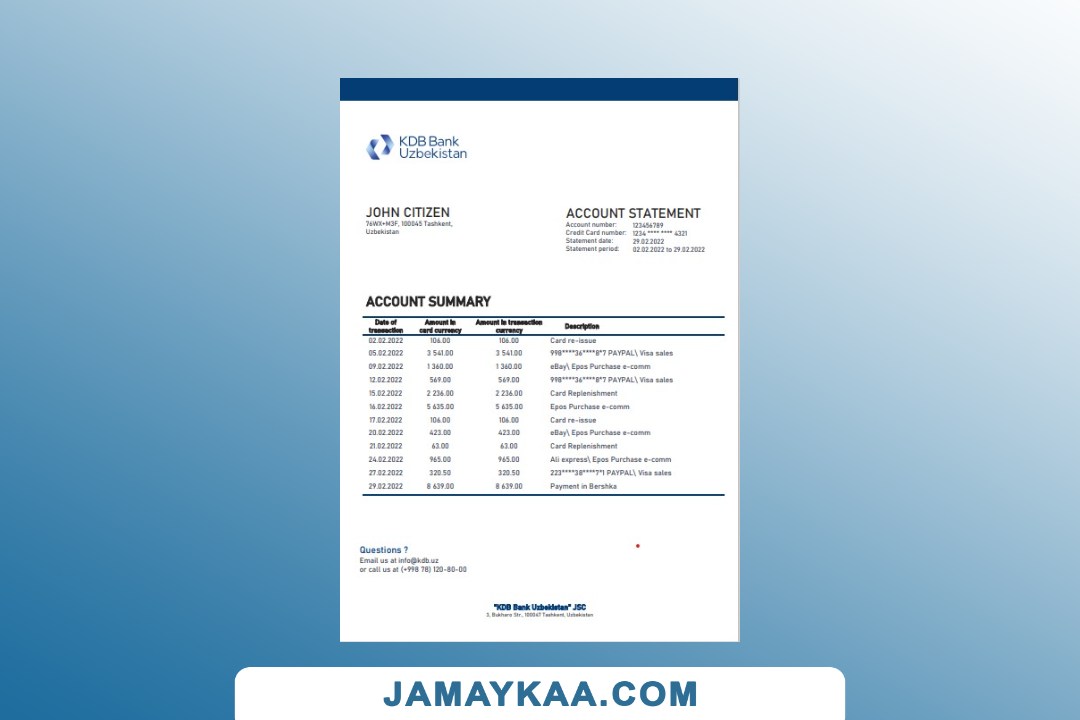 KDB Bank
Uzbekistan
JOHN CITIZEN
76WX+M3F, 100045 Tashkent,
Uzbekistan
ACCOUNT STATEMENT
Account number: 123456789
Credit Card number: 1234 **** **** 4321
Statement date: 29.02.2022
Statement period: 02.02.2022 to 29.02.2022
ACCOUNT SUMMARY
Date of transaction Amount in card currency Amount in transaction currency Description
02.02.2022 106.00 106.00 Card re-issue
05.02.2022 3 541.00 3 541.00 998****36****8*7 PAYPAL\ Visa sales
09.02.2022 1 360.00 1 360.00 eBay\ Epos Purchase e-comm
12.02.2022 569.00 569.00 998****36****8*7 PAYPAL\ Visa sales
15.02.2022 2 236.00 2 236.00 Card Replenishment
16.02.2022 5 635.00 5 635.00 Epos Purchase e-comm
17.02.2022 106.00 106.00 Card re-issue
20.02.2022 423.00 423.00 eBay\ Epos Purchase e-comm
21.02.2022 63.00 63.00 Card Replenishment
24.02.2022 965.00 965.00 Ali express\ Epos Purchase e-comm
27.02.2022 320.50 320.50 223****38****7*1 PAYPAL\ Visa sales
29.02.2022 8 639.00 8 639.00 Payment in Bershka
Questions ?
Email us at info@kdb.uz
or call us at (+998 78) 120-80-00
"KDB Bank Uzbekistan" JSC
3, Bukhara Str., 100047 Tashkent, Uzbekistan
JAMAYKAA.COM